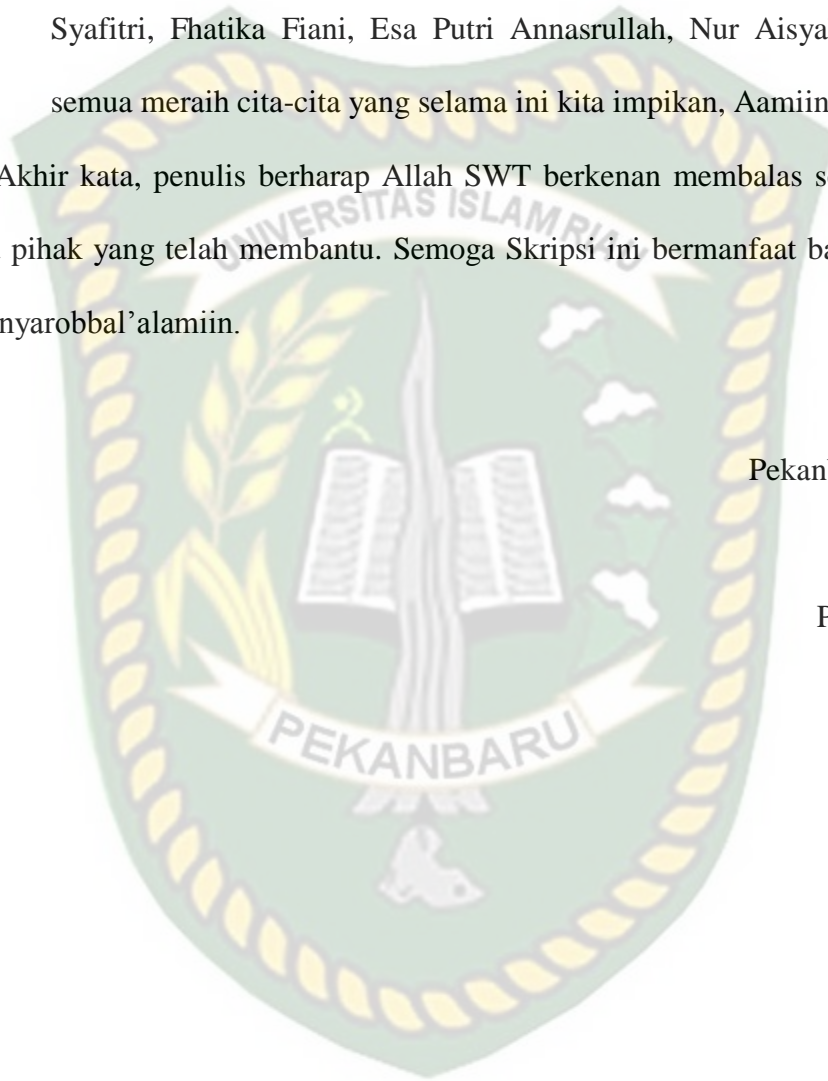 Syafitri, Fhatika Fiani, Esa Putri Annasrullah, Nur Aisya
semua meraih cita-cita yang selama ini kita impikan, Aamiin
Akhir kata, penulis berharap Allah SWT berkenan membalas
pihak yang telah membantu. Semoga Skripsi ini bermanfaat ba
nyarobbal’alamiin.
UNIVERSITAS ISLAM RIAU
Pekan
P
PEKANBARU